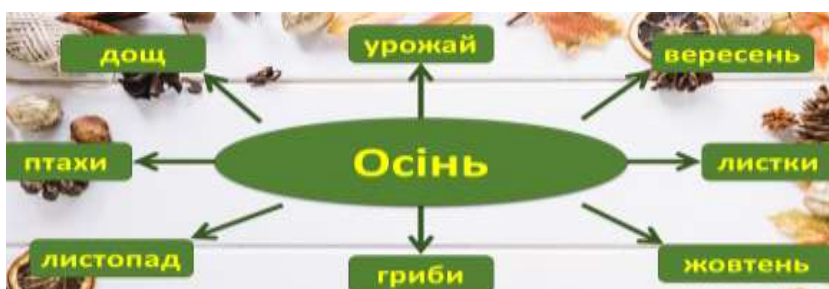 дощ
урожай
вересень
птахи
Осінь
листки
листопад
гриби
жовтень